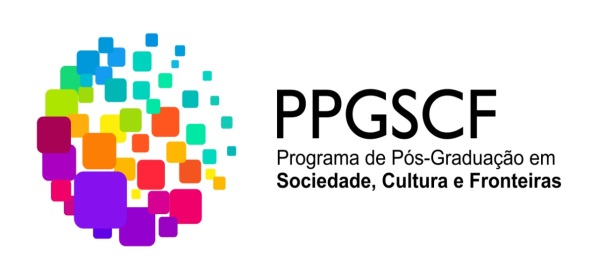 PPGSCF
Programa de Pós-Graduação em
Sociedade, Cultura e Fronteiras